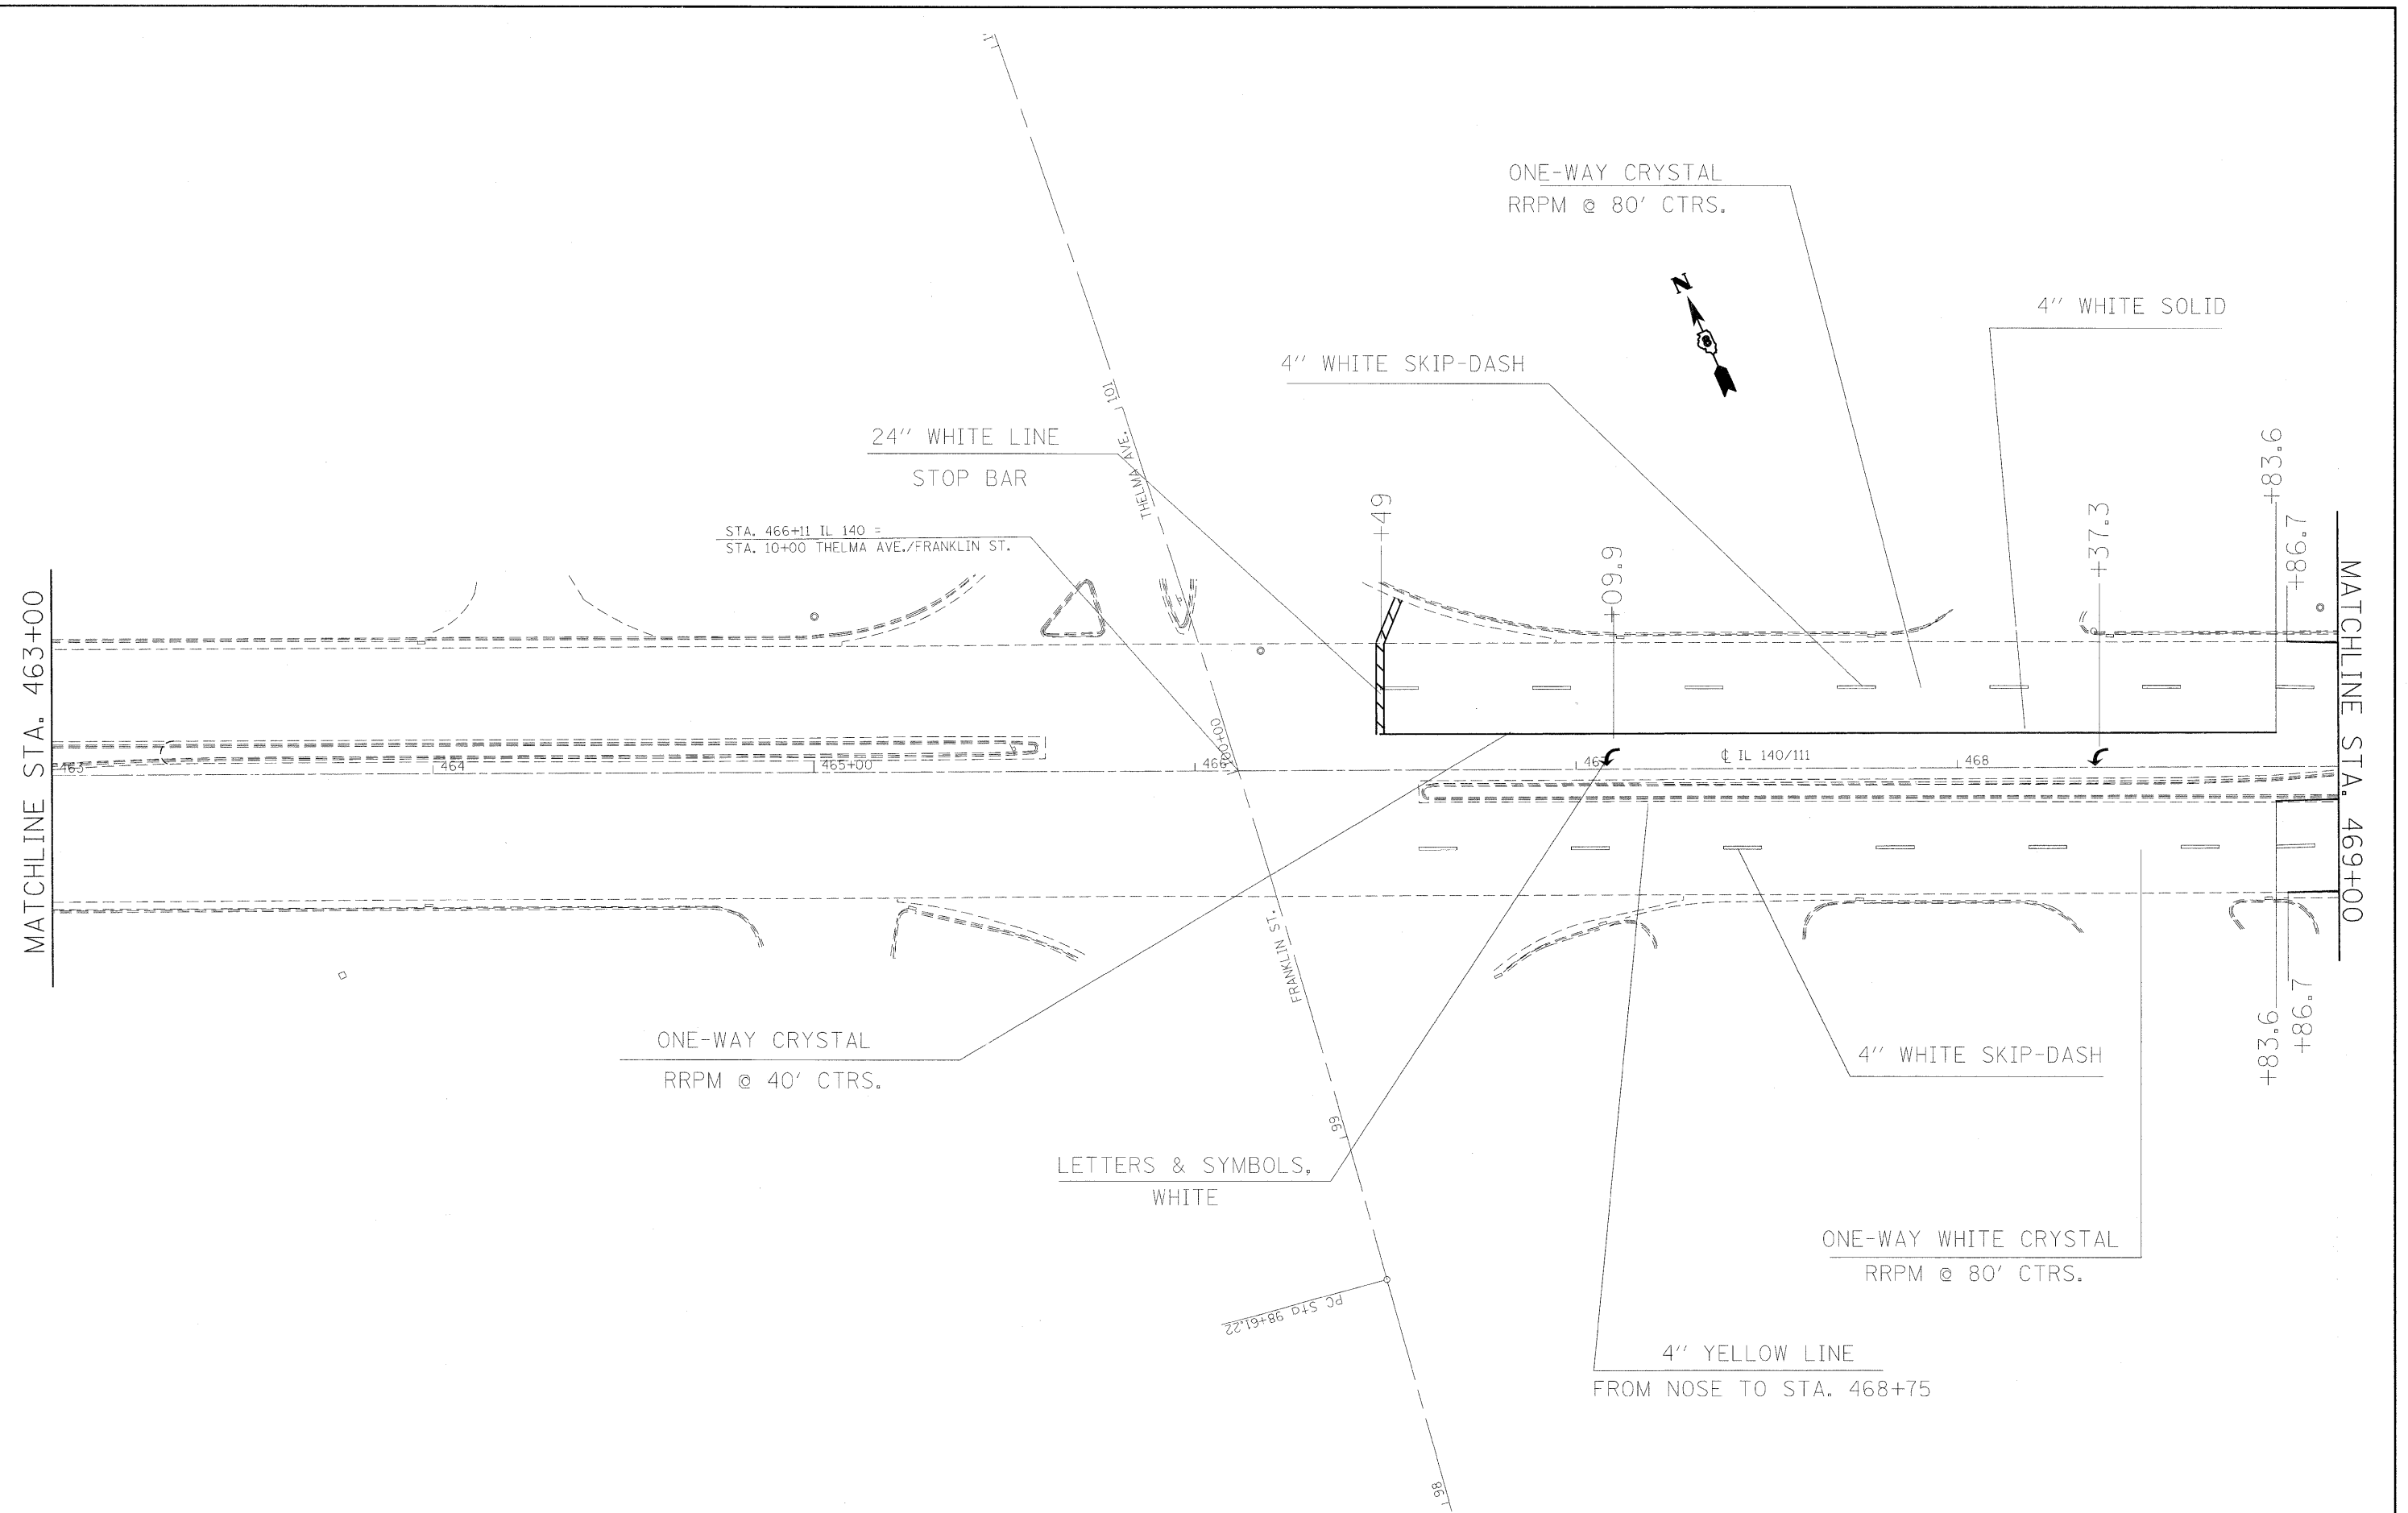 ONE-WAY CRYSTAL
RRPM @ 80' CTRS.
N
4" WHITE SOLID
4" WHITE SKIP-DASH
101
THELMA AVE.
24" WHITE LINE
STOP BAR
+49
+09.9
+37.3
+83.6
+86.7
STA. 466+11 IL 140 =
STA. 10+00 THELMA AVE./FRANKLIN ST.
MATCHLINE STA. 463+00
MATCHLINE STA. 469+00
463
464
465+00
466
467
℄ IL 140/111
468
FRANKLIN ST.
+83.6
+86.7
ONE-WAY CRYSTAL
RRPM @ 40' CTRS.
4" WHITE SKIP-DASH
99
LETTERS & SYMBOLS,
WHITE
ONE-WAY WHITE CRYSTAL
RRPM @ 80' CTRS.
PC Sta 98+61.22
4" YELLOW LINE
FROM NOSE TO STA. 468+75
98